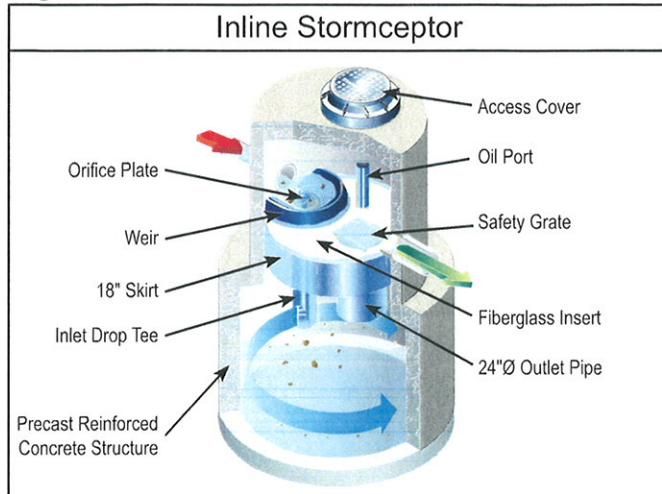 Inline Stormceptor
Access Cover
Oil Port
Orifice Plate
Safety Grate
Weir
18" Skirt
Fiberglass Insert
Inlet Drop Tee
24"Ø Outlet Pipe
Precast Reinforced
Concrete Structure